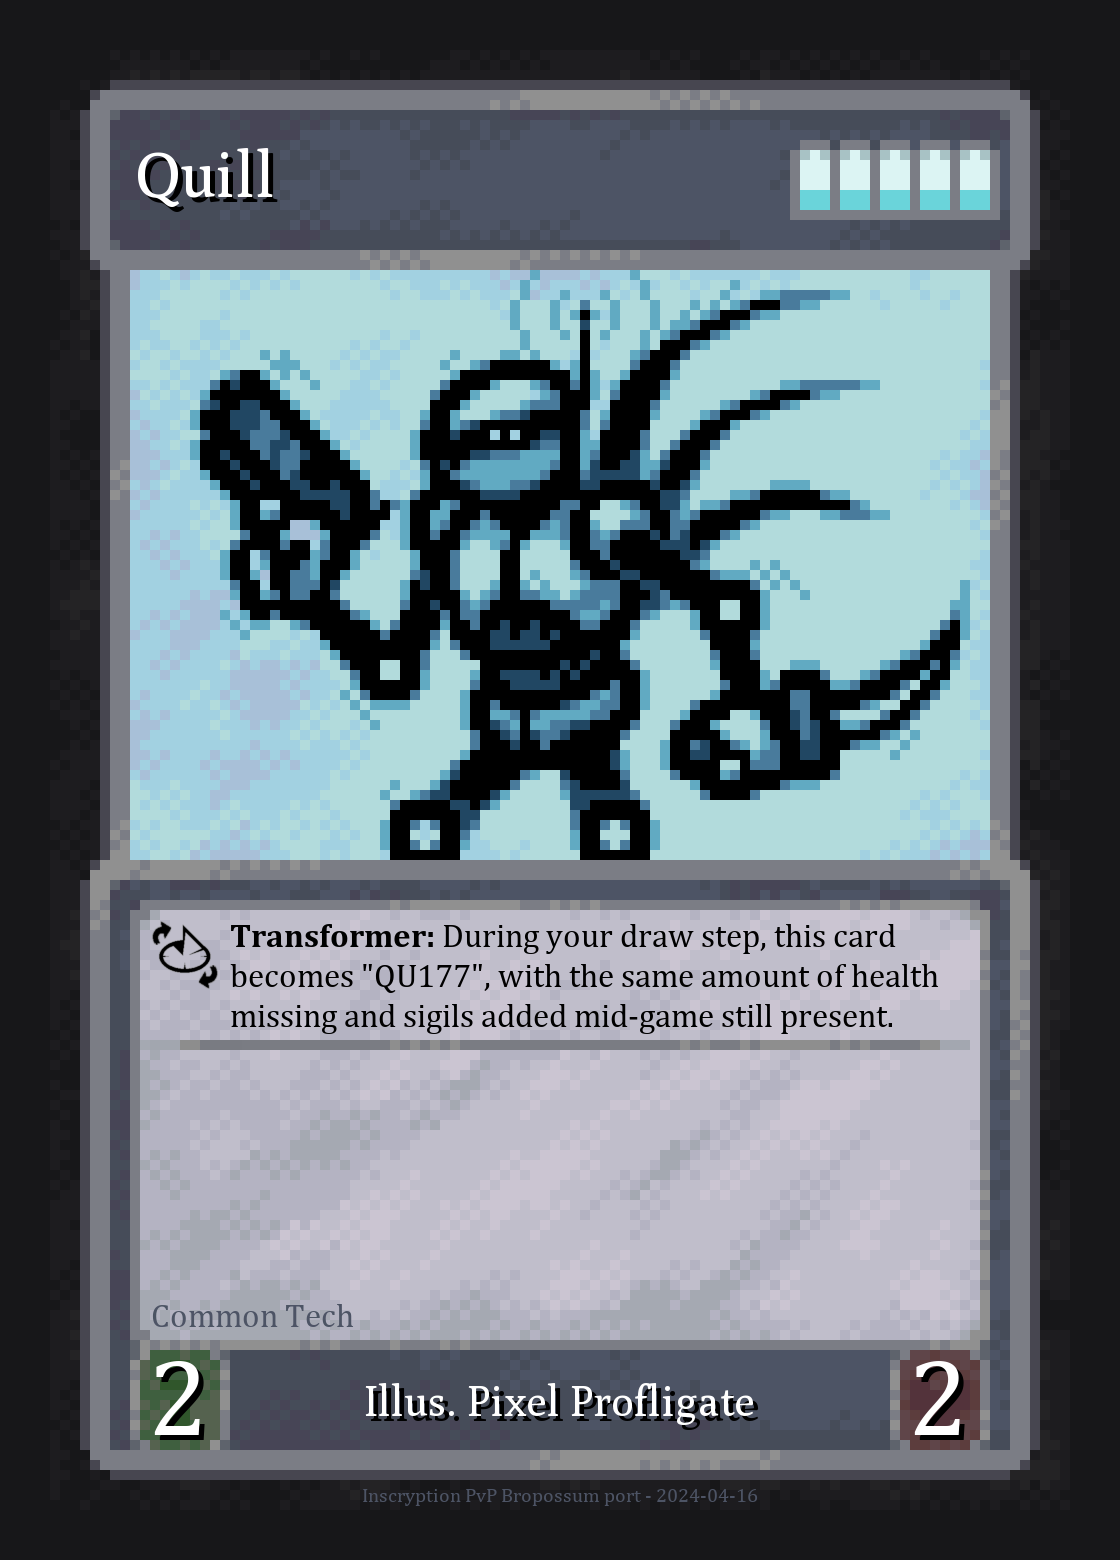 Quill
Transformer: During your draw step, this card
becomes "QU177", with the same amount of health
missing and sigils added mid-game still present.
Common Tech
2
Illus. Pixel Profligate
2
Inscryption PvP Bropossum port - 2024-04-16